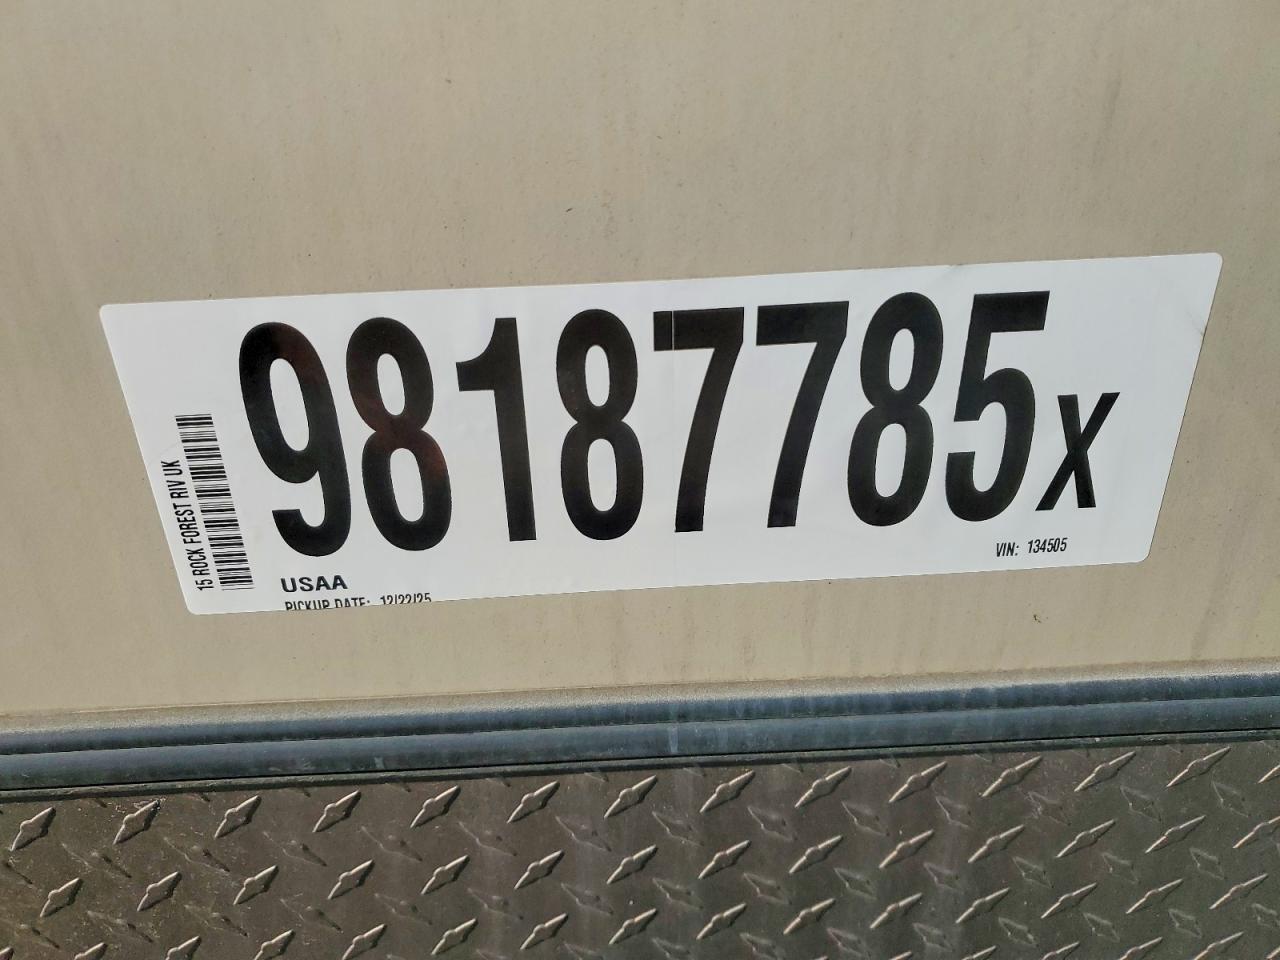 98187785X
15 ROCK FOREST RIV UK
VIN: 134505
USAA
PICKUP DATE: 12/22/25